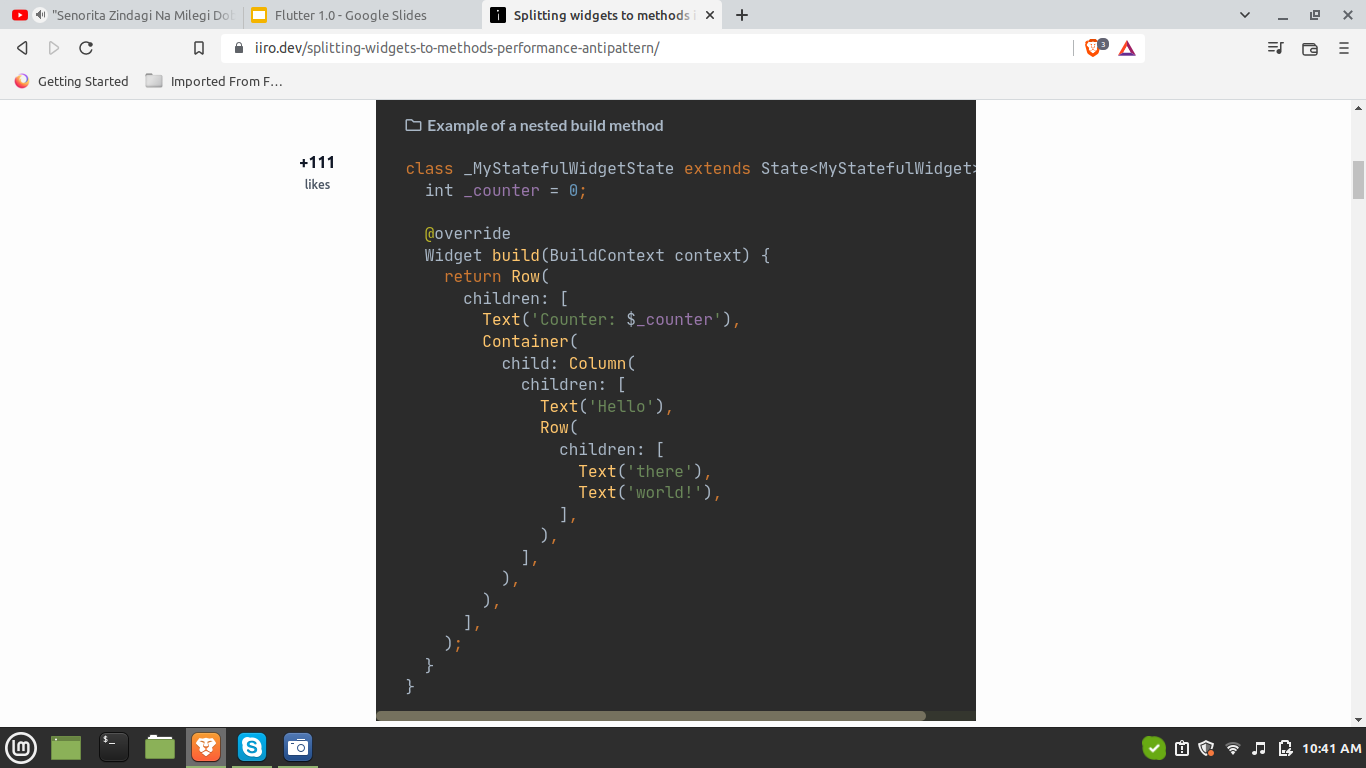 "Senorita Zindagi Na Milegi Dob
Flutter 1.0 - Google Slides
Splitting widgets to methods i
iiro.dev/splitting-widgets-to-methods-performance-antipattern/
3
Getting Started
Imported From F…
+111
likes
Example of a nested build method
class _MyStatefulWidgetState extends State<MyStatefulWidget>
int _counter = 0;
@override
Widget build(BuildContext context) {
return Row(
children: [
Text('Counter: $_counter'),
Container(
child: Column(
children: [
Text('Hello'),
Row(
children: [
Text('there'),
Text('world!'),
],
),
],
),
),
],
);
}
}
10:41 AM